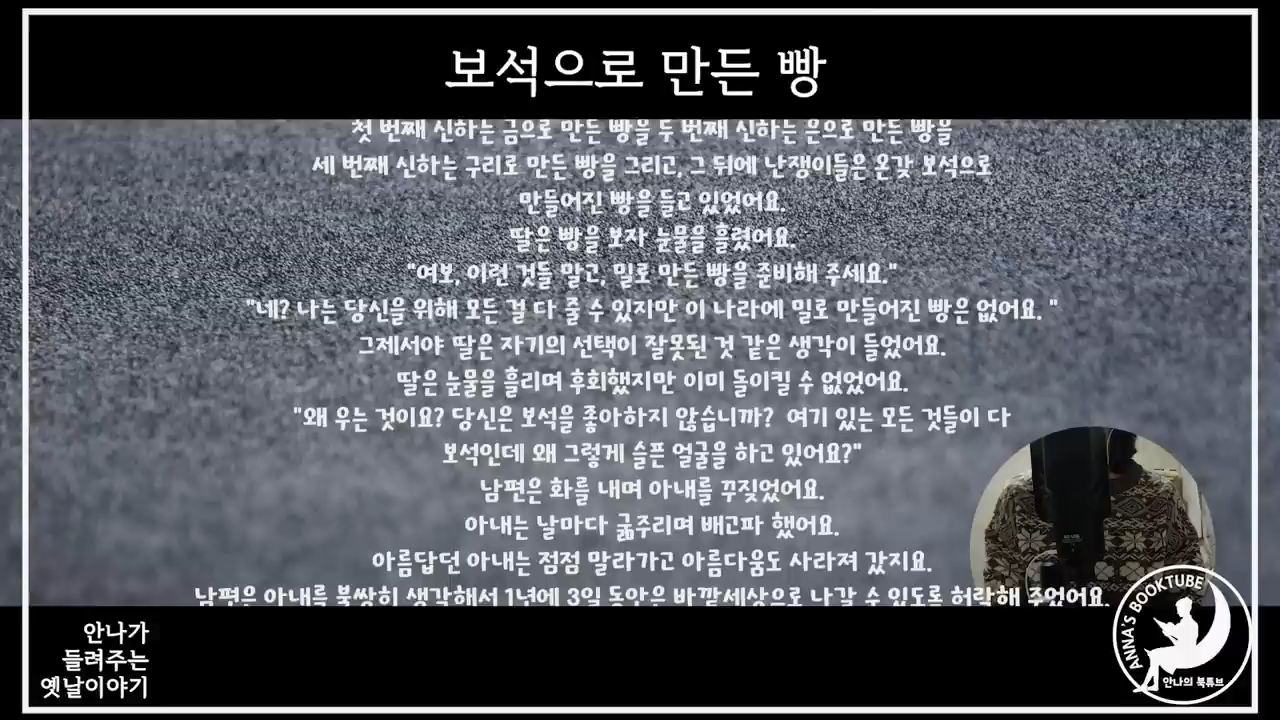 보석으로 만든 빵
첫 번째 신하는 금으로 만든 빵을 두 번째 신하는 은으로 만든 빵을
세 번째 신하는 구리로 만든 빵을 그리고, 그 뒤에 난쟁이들은 온갖 보석으로
만들어진 빵을 들고 있었어요.
딸은 빵을 보자 눈물을 흘렸어요.
"여보, 이런 것들 말고, 밀로 만든 빵을 준비해 주세요."
"네? 나는 당신을 위해 모든 걸 다 줄 수 있지만 이 나라에 밀로 만들어진 빵은 없어요. "
그제서야 딸은 자기의 선택이 잘못된 것 같은 생각이 들었어요.
딸은 눈물을 흘리며 후회했지만 이미 돌이킬 수 없었어요.
"왜 우는 것이요? 당신은 보석을 좋아하지 않습니까? 여기 있는 모든 것들이 다
보석인데 왜 그렇게 슬픈 얼굴을 하고 있어요?"
남편은 화를 내며 아내를 꾸짖었어요.
아내는 날마다 굶주리며 배고파 했어요.
아름답던 아내는 점점 말라가고 아름다움도 사라져 갔지요.
남편은 아내를 불쌍히 생각해서 1년에 3일 동안은 바깥세상으로 나갈 수 있도록 허락해 주었어요.
안나가
들려주는
옛날이야기
ANNA'S BOOKTUBE
안나의 북튜브